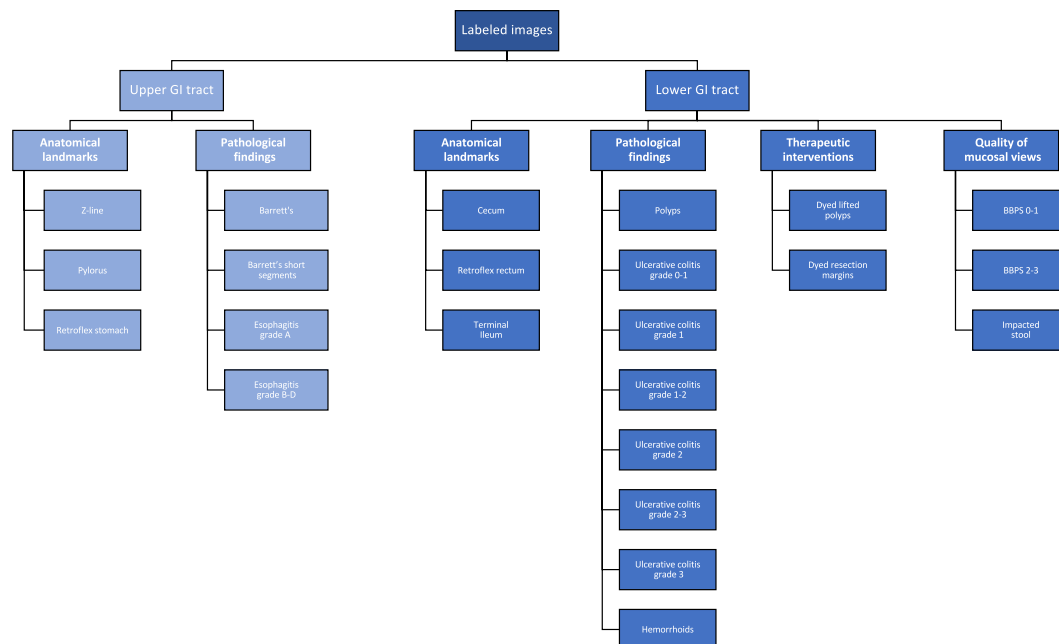 Labeled images
Upper GI tract
Lower GI tract
Anatomical
landmarks
Pathological
findings
Anatomical
landmarks
Pathological
findings
Therapeutic
interventions
Quality of
mucosal views
Z-line
Barrett's
Cecum
Polyps
Dyed lifted
polyps
BBPS 0-1
Pylorus
Barrett's short
segments
Retroflex rectum
Ulcerative colitis
grade 0-1
Dyed resection
margins
BBPS 2-3
Retroflex stomach
Esophagitis
grade A
Terminal
Ileum
Ulcerative colitis
grade 1
Impacted
stool
Esophagitis
grade B-D
Ulcerative colitis
grade 1-2
Ulcerative colitis
grade 2
Ulcerative colitis
grade 2-3
Ulcerative colitis
grade 3
Hemorrhoids